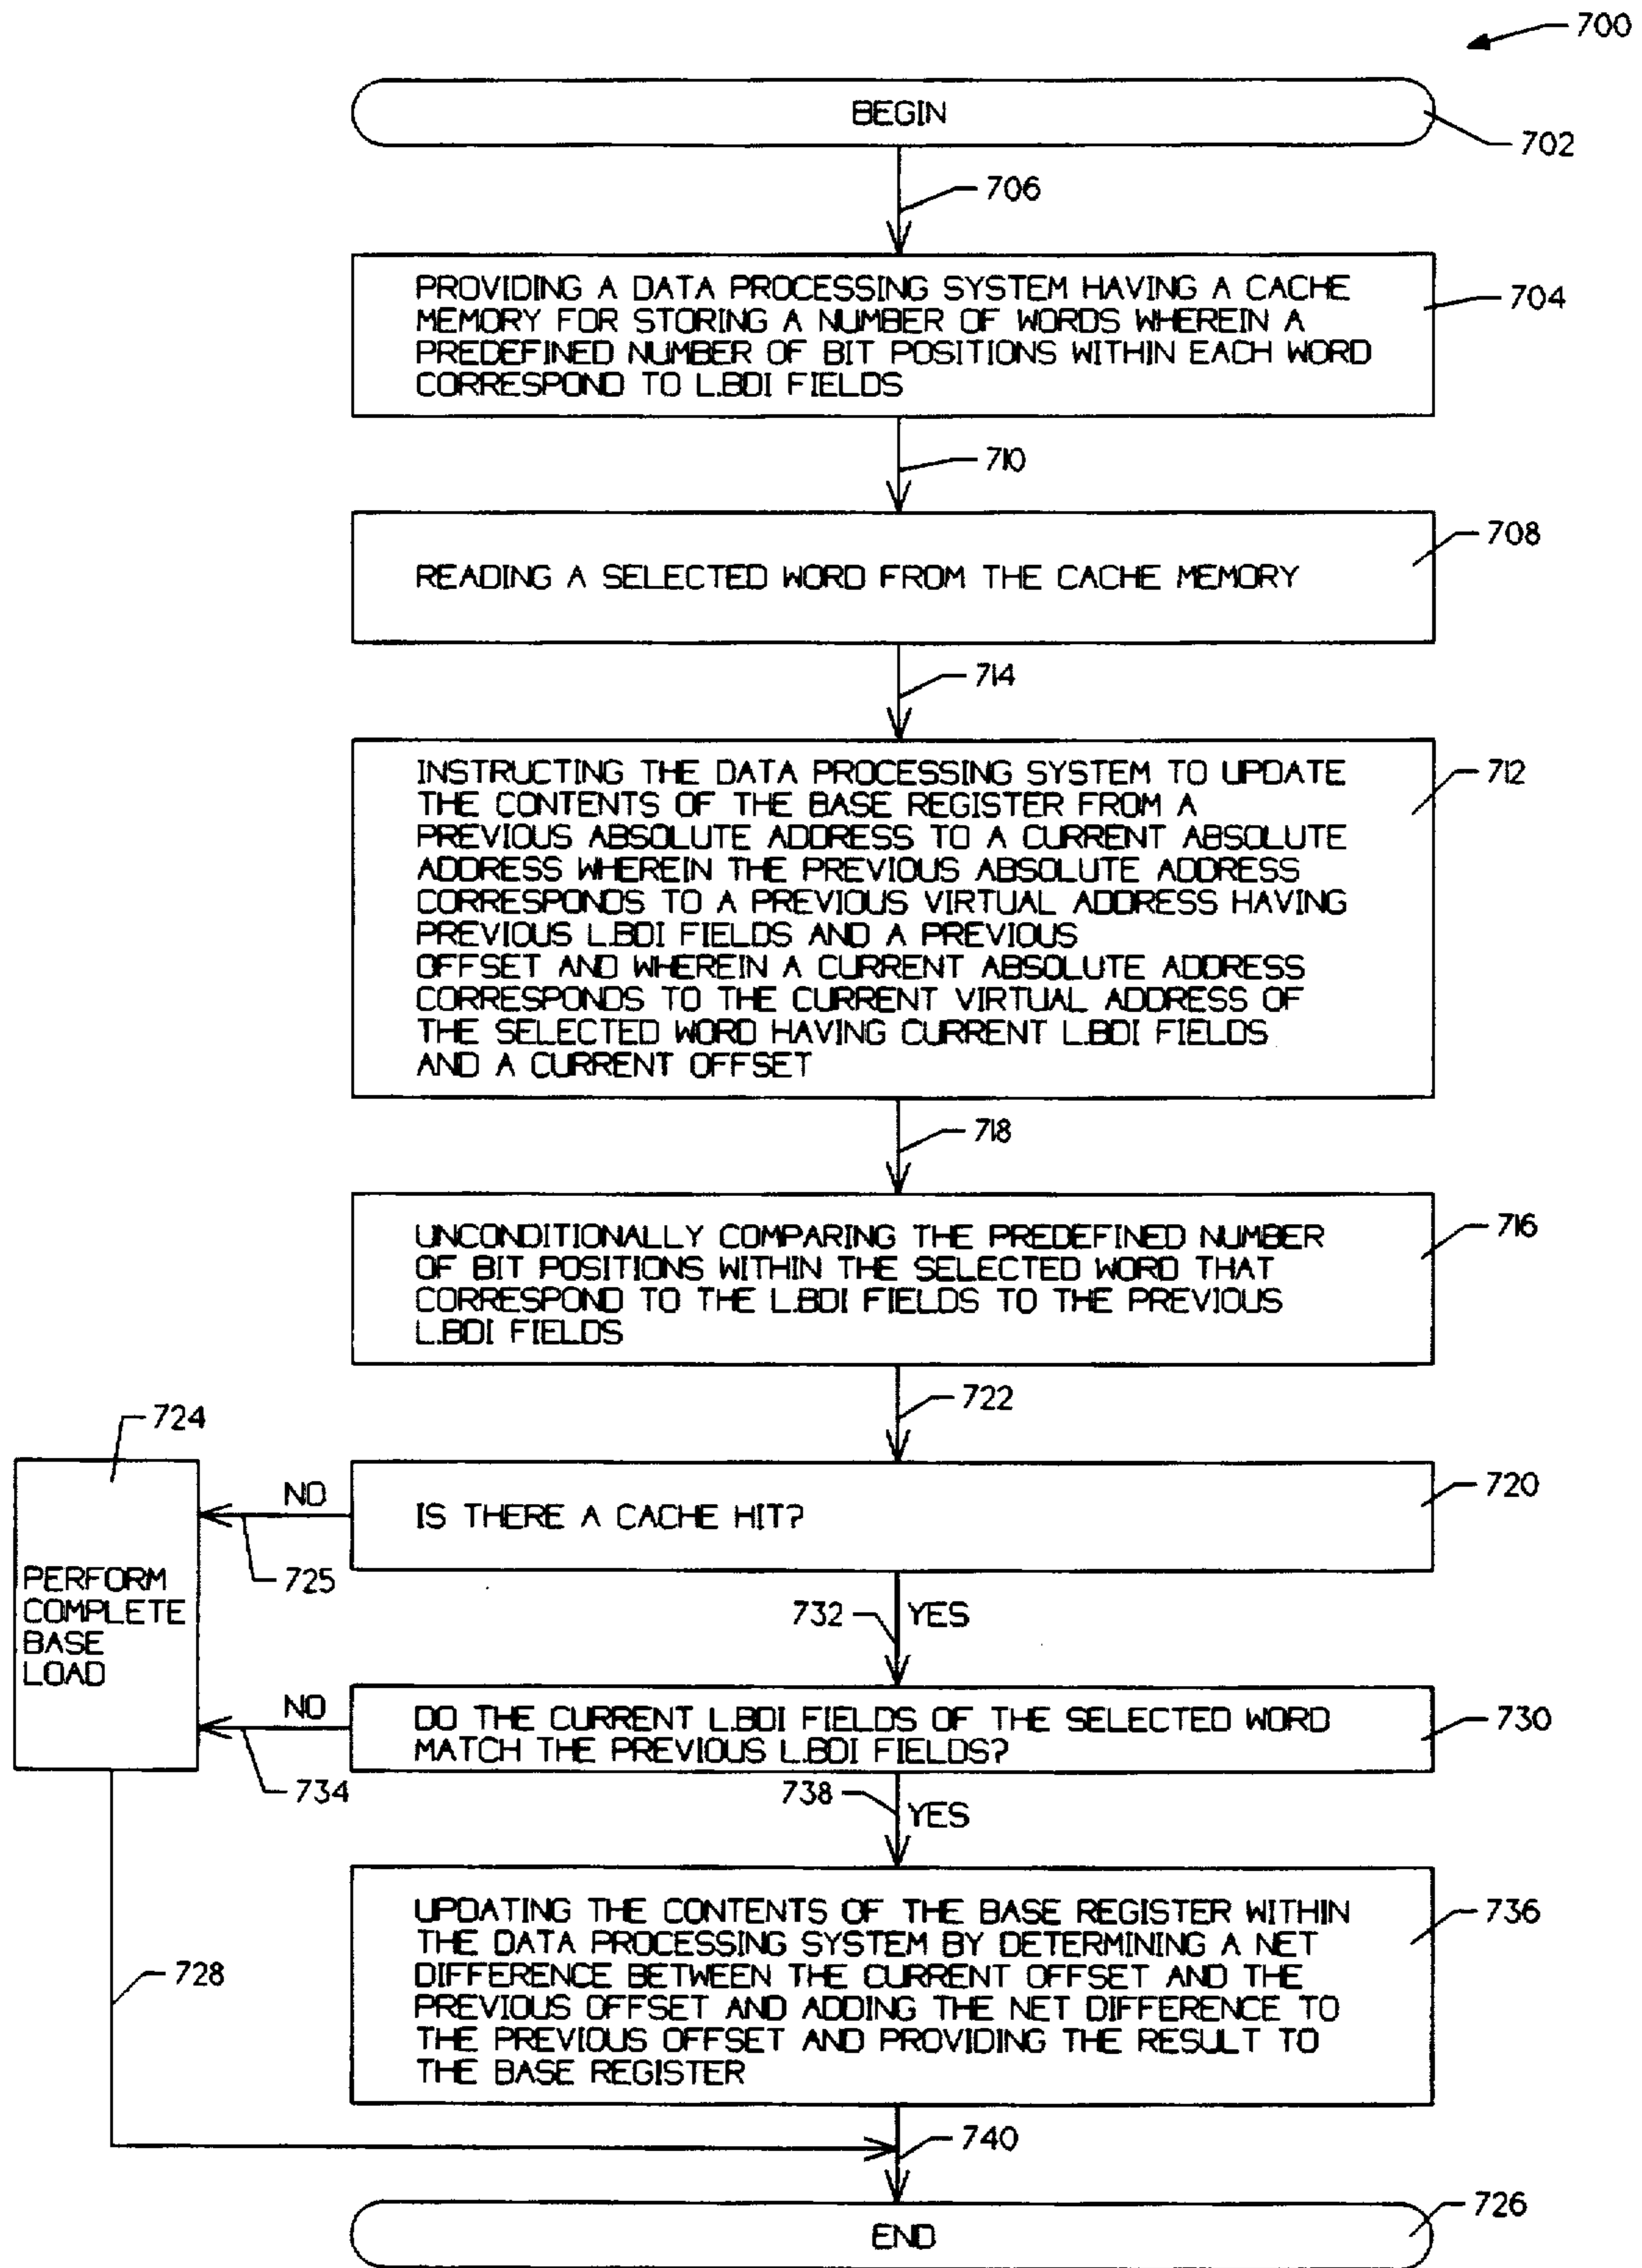 700
BEGIN
702
706
PROVIDING A DATA PROCESSING SYSTEM HAVING A CACHE
MEMORY FOR STORING A NUMBER OF WORDS WHEREIN A
PREDEFINED NUMBER OF BIT POSITIONS WITHIN EACH WORD
CORRESPOND TO L.BDI FIELDS
704
710
READING A SELECTED WORD FROM THE CACHE MEMORY
708
714
INSTRUCTING THE DATA PROCESSING SYSTEM TO UPDATE
THE CONTENTS OF THE BASE REGISTER FROM A
PREVIOUS ABSOLUTE ADDRESS TO A CURRENT ABSOLUTE
ADDRESS WHEREIN THE PREVIOUS ABSOLUTE ADDRESS
CORRESPONDS TO A PREVIOUS VIRTUAL ADDRESS HAVING
PREVIOUS L.BDI FIELDS AND A PREVIOUS
OFFSET AND WHEREIN A CURRENT ABSOLUTE ADDRESS
CORRESPONDS TO THE CURRENT VIRTUAL ADDRESS OF
THE SELECTED WORD HAVING CURRENT L.BDI FIELDS
AND A CURRENT OFFSET
712
718
UNCONDITIONALLY COMPARING THE PREDEFINED NUMBER
OF BIT POSITIONS WITHIN THE SELECTED WORD THAT
CORRESPOND TO THE L.BDI FIELDS TO THE PREVIOUS
L.BDI FIELDS
716
722
724
IS THERE A CACHE HIT?
720
NO
725
PERFORM
COMPLETE
BASE
LOAD
732
YES
NO
DO THE CURRENT L.BDI FIELDS OF THE SELECTED WORD
MATCH THE PREVIOUS L.BDI FIELDS?
730
734
738
YES
UPDATING THE CONTENTS OF THE BASE REGISTER WITHIN
THE DATA PROCESSING SYSTEM BY DETERMINING A NET
DIFFERENCE BETWEEN THE CURRENT OFFSET AND THE
PREVIOUS OFFSET AND ADDING THE NET DIFFERENCE TO
THE PREVIOUS OFFSET AND PROVIDING THE RESULT TO
THE BASE REGISTER
736
728
740
END
726